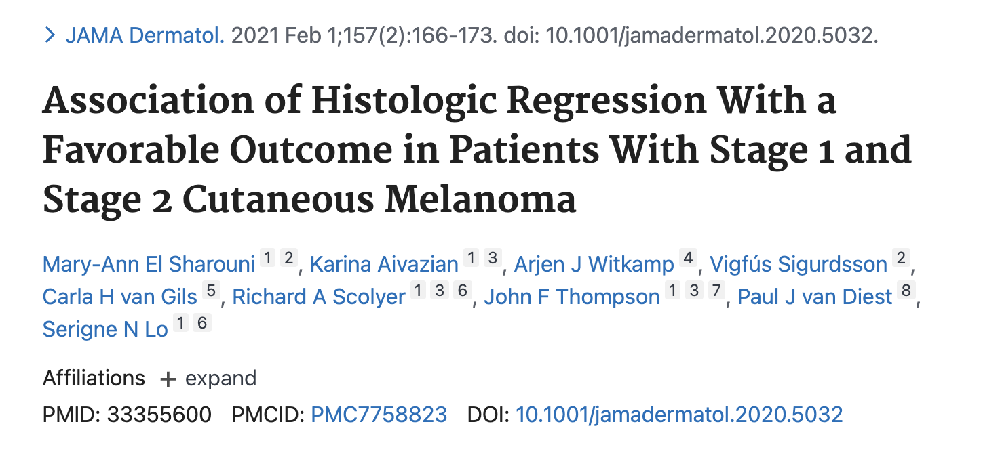 > JAMA Dermatol. 2021 Feb 1;157(2):166-173. doi: 10.1001/jamadermatol.2020.5032.
Association of Histologic Regression With a
Favorable Outcome in Patients With Stage 1 and
Stage 2 Cutaneous Melanoma
Mary-Ann El Sharouni 1 2, Karina Aivazian 1 3, Arjen J Witkamp 4, Vigfús Sigurdsson 2,
Carla H van Gils 5, Richard A Scolyer 1 3 6, John F Thompson 1 3 7, Paul J van Diest 8,
Serigne N Lo 1 6
Affiliations + expand
PMID: 33355600 PMCID: PMC7758823 DOI: 10.1001/jamadermatol.2020.5032